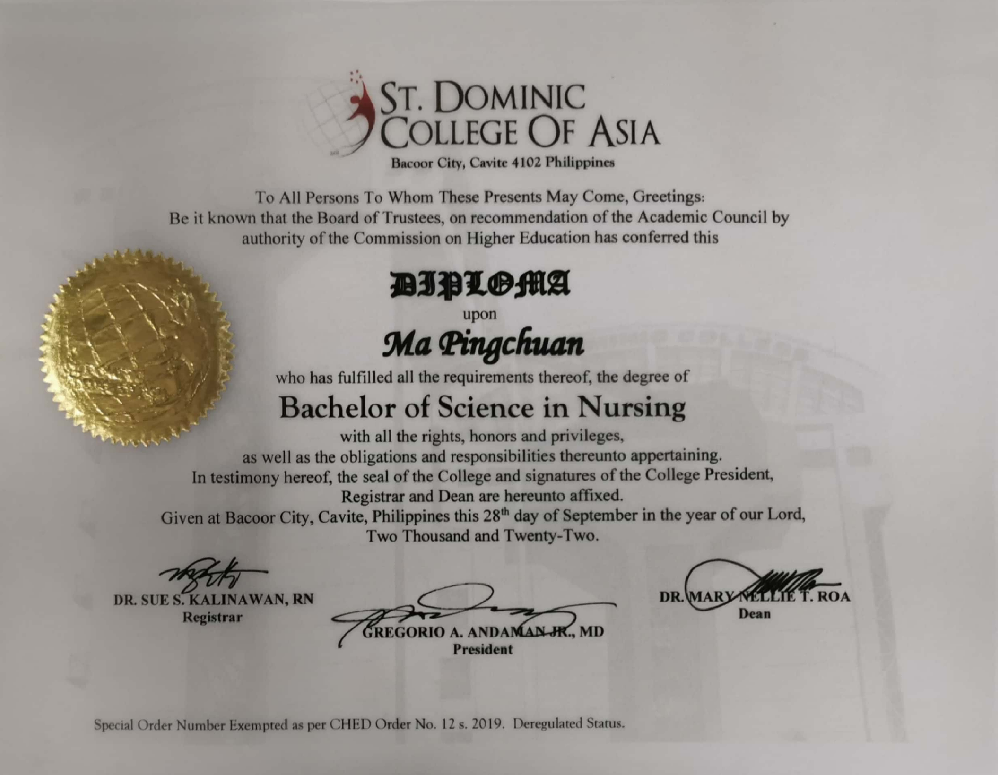 ST. DOMINIC
COLLEGE OF ASIA
Bacoor City, Cavite 4102 Philippines
To All Persons To Whom These Presents May Come, Greetings:
Be it known that the Board of Trustees, on recommendation of the Academic Council by
authority of the Commission on Higher Education has conferred this
DIPLOMA
upon
Ma Pingchuan
who has fulfilled all the requirements thereof, the degree of
Bachelor of Science in Nursing
with all the rights, honors and privileges,
as well as the obligations and responsibilities thereunto appertaining.
In testimony hereof, the seal of the College and signatures of the College President,
Registrar and Dean are hereunto affixed.
Given at Bacoor City, Cavite, Philippines this 28th day of September in the year of our Lord,
Two Thousand and Twenty-Two.
DR. SUE S. KALINAWAN, RN
Registrar
GREGORIO A. ANDAMAN JR., MD
President
DR. MARY NELLIE T. ROA
Dean
Special Order Number Exempted as per CHED Order No. 12 s. 2019. Deregulated Status.